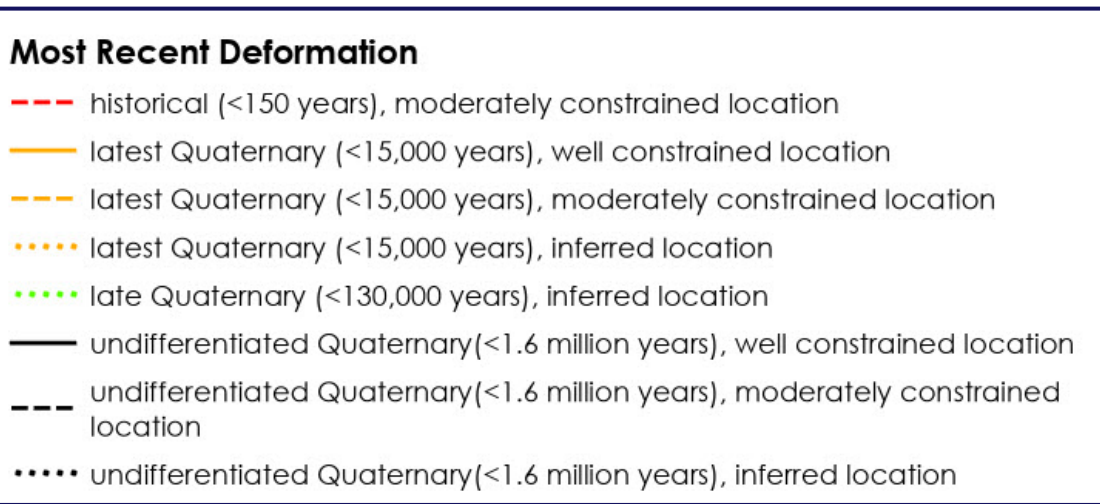 Most Recent Deformation
historical (<150 years), moderately constrained location
latest Quaternary (<15,000 years), well constrained location
latest Quaternary (<15,000 years), moderately constrained location
latest Quaternary (<15,000 years), inferred location
late Quaternary (<130,000 years), inferred location
undifferentiated Quaternary(<1.6 million years), well constrained location
undifferentiated Quaternary(<1.6 million years), moderately constrained
location
undifferentiated Quaternary(<1.6 million years), inferred location